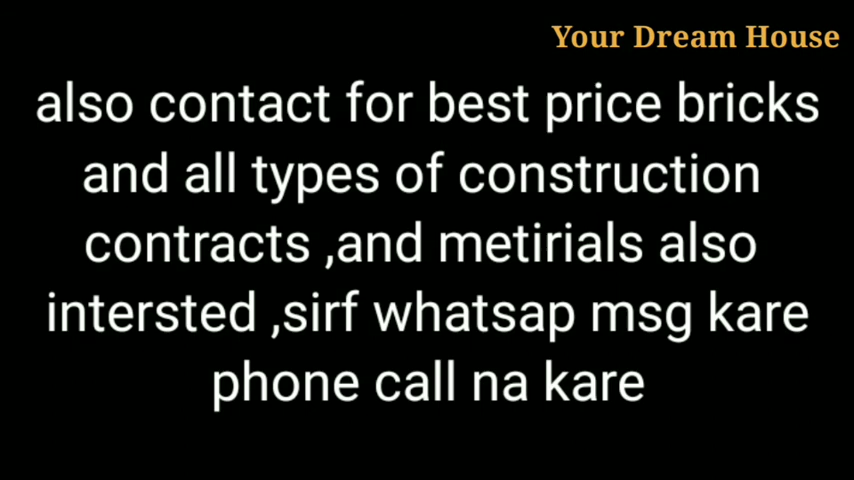 Your Dream House
also contact for best price bricks
and all types of construction
contracts ,and metirials also
intersted ,sirf whatsap msg kare
phone call na kare